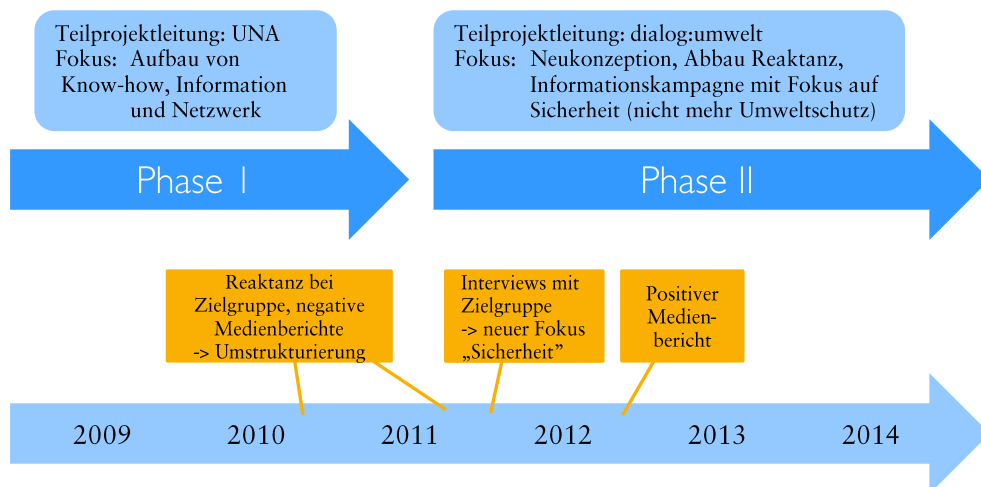 Teilprojektleitung: UNA
Fokus: Aufbau von
Know-how, Information
und Netzwerk
Teilprojektleitung: dialog:umwelt
Fokus: Neukonzeption, Abbau Reaktanz,
Informationskampagne mit Fokus auf
Sicherheit (nicht mehr Umweltschutz)
Phase I
Phase II
Reaktanz bei
Zielgruppe, negative
Medienberichte
-> Umstrukturierung
Interviews mit
Zielgruppe
-> neuer Fokus
„Sicherheit”
Positiver
Medien-
bericht
2009 2010 2011 2012 2013 2014